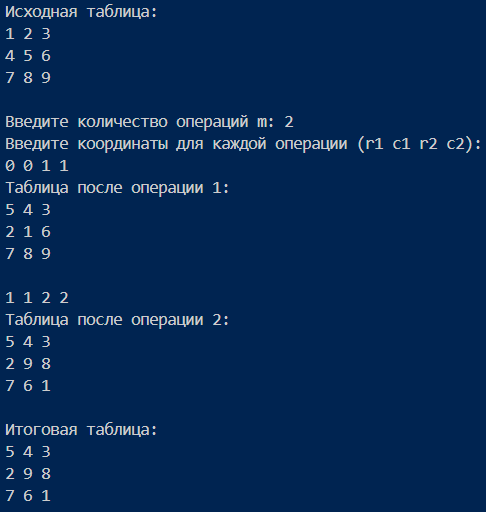 Исходная таблица:
1 2 3
4 5 6
7 8 9
Введите количество операций m: 2
Введите координаты для каждой операции (r1 c1 r2 c2):
0 0 1 1
Таблица после операции 1:
5 4 3
2 1 6
7 8 9
1 1 2 2
Таблица после операции 2:
5 4 3
2 9 8
7 6 1
Итоговая таблица:
5 4 3
2 9 8
7 6 1